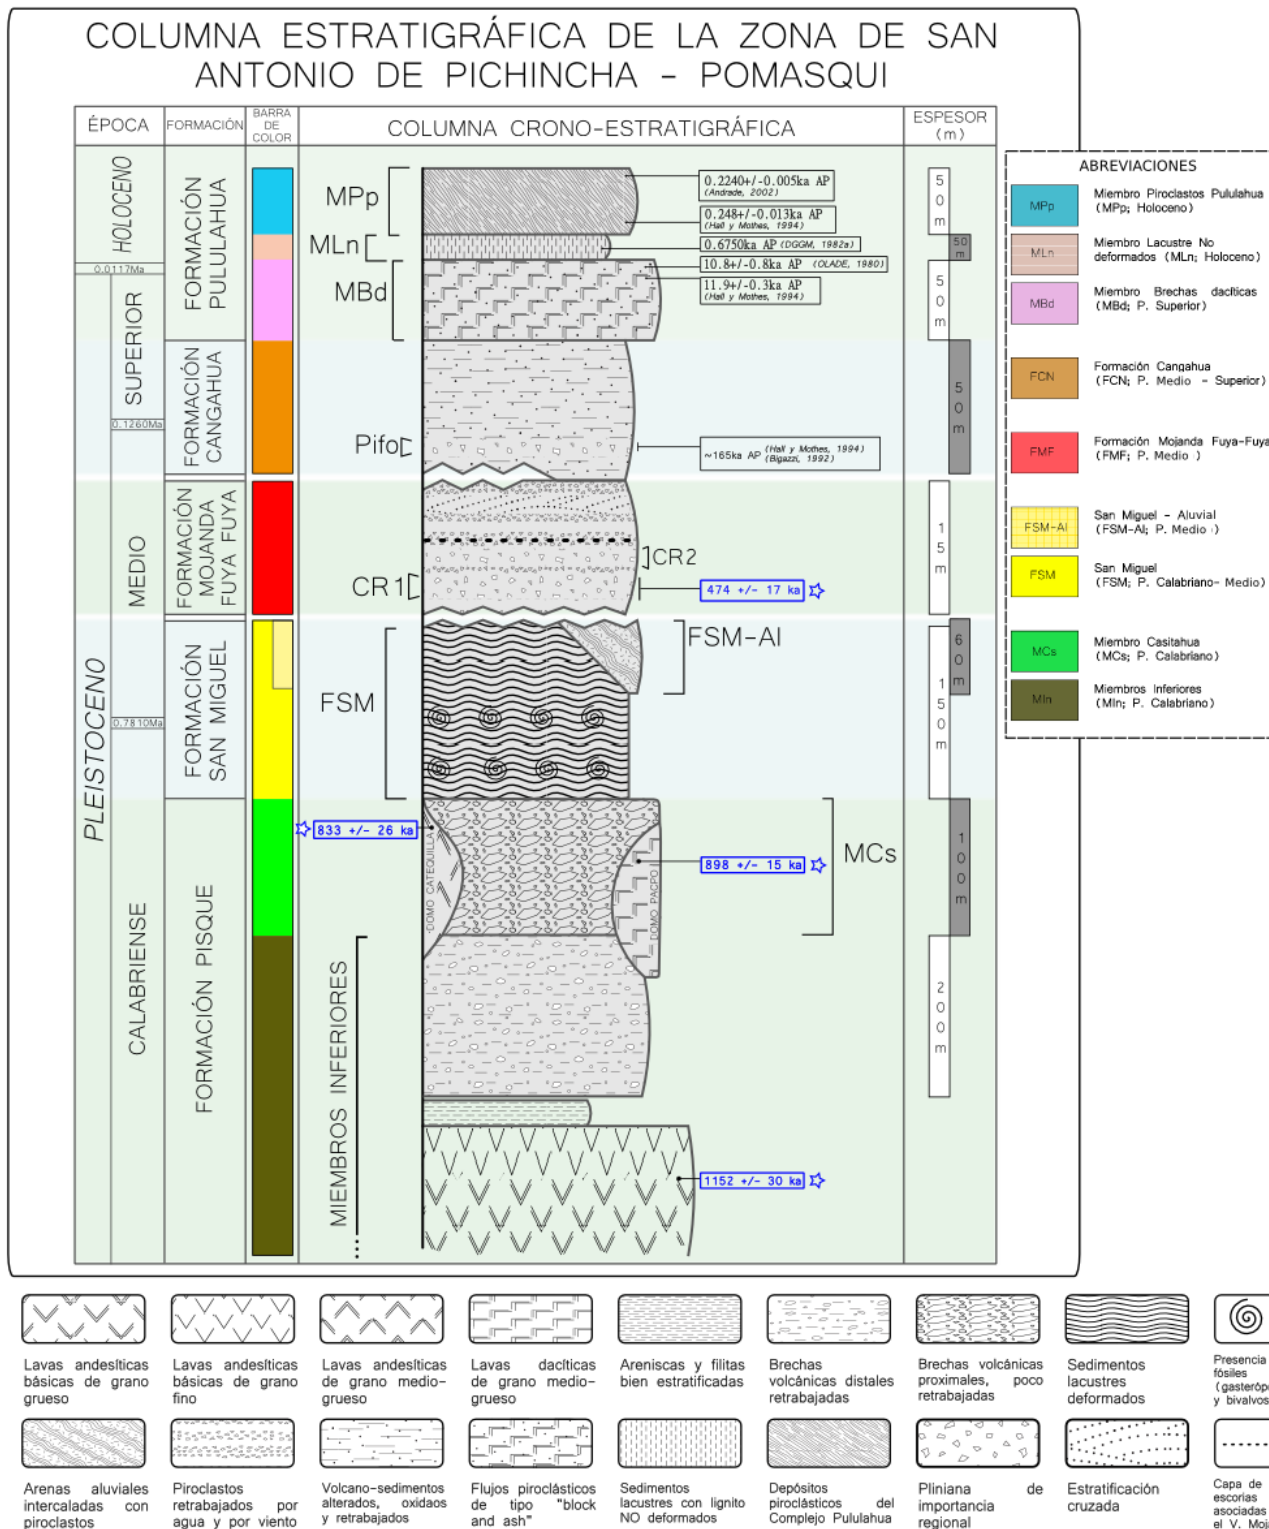 COLUMNA ESTRATIGRÁFICA DE LA ZONA DE SAN
ANTONIO DE PICHINCHA - POMASQUI
ÉPOCA
FORMACIÓN
BARRA
DE
COLOR
COLUMNA CRONO-ESTRATIGRÁFICA
ESPESOR
(m)
HOLOCENO
0.0117Ma
PLEISTOCENO
SUPERIOR
0.1260Ma
MEDIO
0.7810Ma
CALABRIENSE
FORMACIÓN
PULULAHUA
FORMACIÓN
CANGAHUA
FORMACIÓN
MOJANDA
FUYA FUYA
FORMACIÓN
SAN MIGUEL
FORMACIÓN PISQUE
MPp
MLn
MBd
Pifo
CR1
CR2
FSM-Al
FSM
MCs
MIEMBROS INFERIORES
DOMO CATEQUILLA
DOMO PACPO
0.2240+/-0.005ka AP
(Andrade, 2002)
0.248+/-0.013ka AP
(Hall y Mothes, 1994)
0.6750ka AP (DGGM, 1982a)
10.8+/-0.8ka AP (OLADE, 1980)
11.9+/-0.3ka AP
(Hall y Mothes, 1994)
~165ka AP (Hall y Mothes, 1994)
(Bigazzi, 1992)
474 +/- 17 ka
833 +/- 26 ka
898 +/- 15 ka
1152 +/- 30 ka
50m
50
m
50m
50m
15m
60m
150m
100m
200m
ABREVIACIONES
MPp
Miembro Piroclastos Pululahua
(MPp; Holoceno)
MLn
Miembro Lacustre No
deformados (MLn; Holoceno)
MBd
Miembro Brechas dacíticas
(MBd; P. Superior)
FCN
Formación Cangahua
(FCN; P. Medio - Superior)
FMF
Formación Mojanda Fuya-Fuya
(FMF; P. Medio )
FSM-Al
San Miguel - Aluvial
(FSM-Al; P. Medio )
FSM
San Miguel
(FSM; P. Calabriano- Medio)
MCs
Miembro Casitahua
(MCs; P. Calabriano)
MIn
Miembros Inferiores
(MIn; P. Calabriano)
Lavas andesíticas
básicas de grano
grueso
Lavas andesíticas
básicas de grano
fino
Lavas andesíticas
de grano medio-
grueso
Lavas dacíticas
de grano medio-
grueso
Areniscas y filitas
bien estratificadas
Brechas
volcánicas distales
retrabajadas
Brechas volcánicas
proximales, poco
retrabajadas
Sedimentos
lacustres
deformados
Presencia
fósiles
(gasteróp
y bivalvos
Arenas aluviales
intercaladas con
piroclastos
Piroclastos
retrabajados por
agua y por viento
Volcano-sedimentos
alterados, oxidaos
y retrabajados
Flujos piroclásticos
de tipo "block
and ash"
Sedimentos
lacustres con lignito
NO deformados
Depósitos
piroclásticos del
Complejo Pululahua
Pliniana de
importancia
regional
Estratificación
cruzada
Capa de
escorias
asociadas
el V. Moja